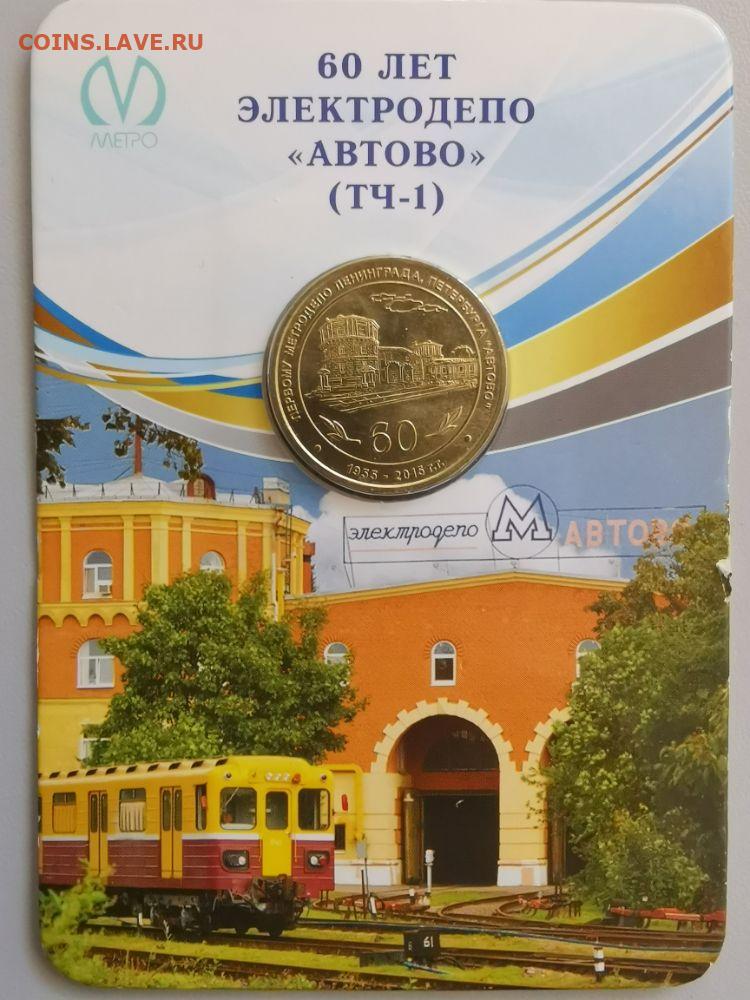 COINS.LAVE.RU
МЕТРО
60 ЛЕТ
ЭЛЕКТРОДЕПО
«АВТОВО»
(ТЧ-1)
ПЕРВОМУ МЕТРОДЕПО ЛЕНИНГРАДА, ПЕТЕРБУРГА "АВТОВО"
60
1955 - 2015 г.г.
электродепо М АВТОВО
61